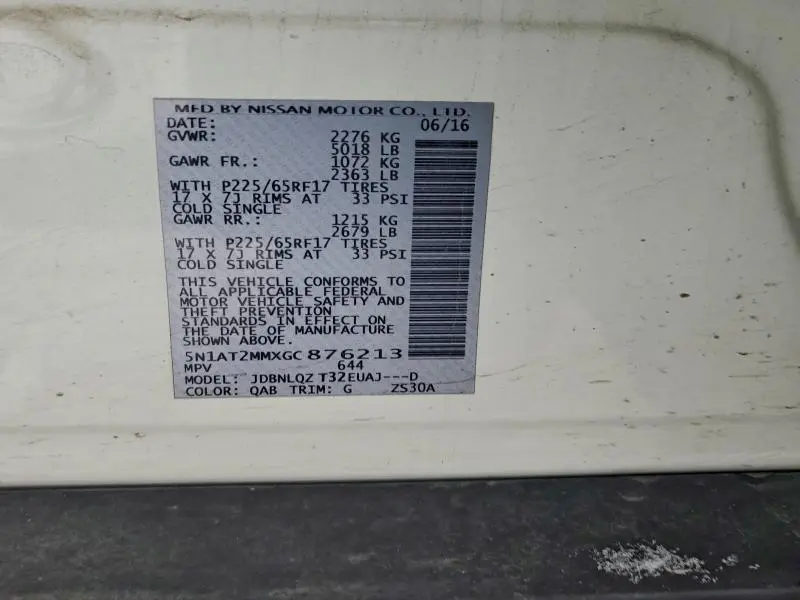 MFD BY NISSAN MOTOR CO., LTD.
DATE: 06/16
GVWR: 2276 KG
5018 LB
GAWR FR.: 1072 KG
2363 LB
WITH P225/65RF17 TIRES
17 X 7J RIMS AT 33 PSI
COLD SINGLE
GAWR RR.: 1215 KG
2679 LB
WITH P225/65RF17 TIRES
17 X 7J RIMS AT 33 PSI
COLD SINGLE
THIS VEHICLE CONFORMS TO
ALL APPLICABLE FEDERAL
MOTOR VEHICLE SAFETY AND
THEFT PREVENTION
STANDARDS IN EFFECT ON
THE DATE OF MANUFACTURE
SHOWN ABOVE.
5N1AT2MMXGC876213
MPV 644
MODEL: JDBNLQZ T32EUAJ---D
COLOR: QAB TRIM: G ZS30A